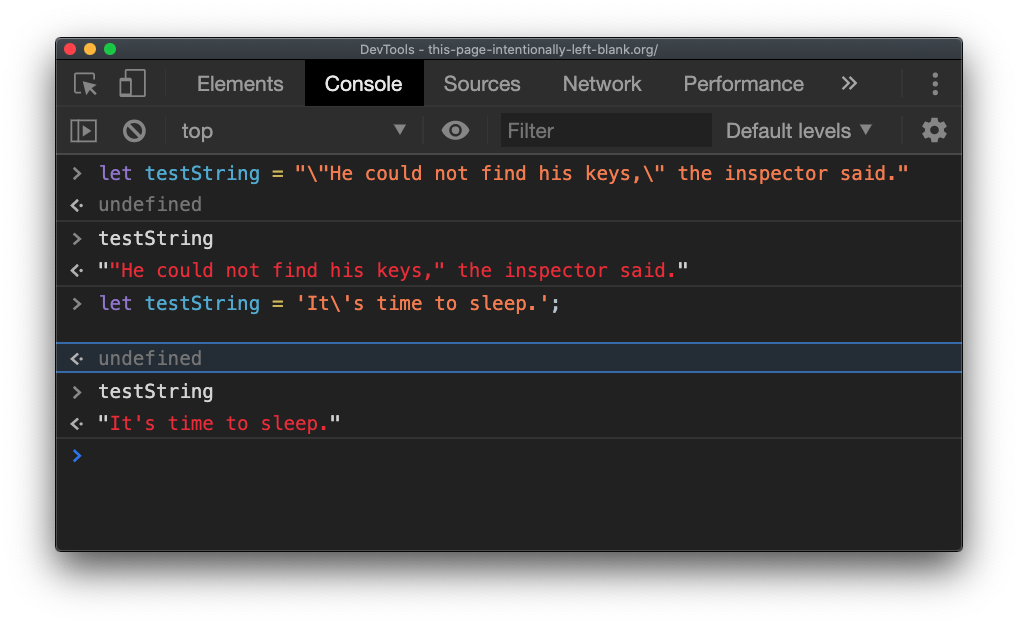 DevTools - this-page-intentionally-left-blank.org/
Elements Console Sources Network Performance »
top ▼ Filter Default levels ▼
> let testString = "\"He could not find his keys,\" the inspector said."
<· undefined
> testString
<· ""He could not find his keys," the inspector said."
> let testString = 'It\'s time to sleep.';
<· undefined
> testString
<· "It's time to sleep."
>